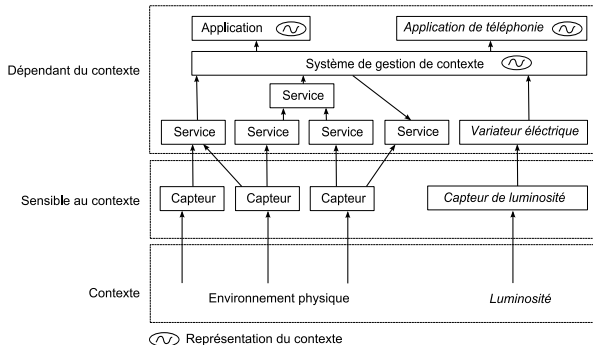 Application
Application de téléphonie
Dépendant du contexte
Système de gestion de contexte
Service
Service
Service
Service
Service
Variateur éléctrique
Sensible au contexte
Capteur
Capteur
Capteur
Capteur de luminosité
Contexte
Environnement physique
Luminosité
Représentation du contexte